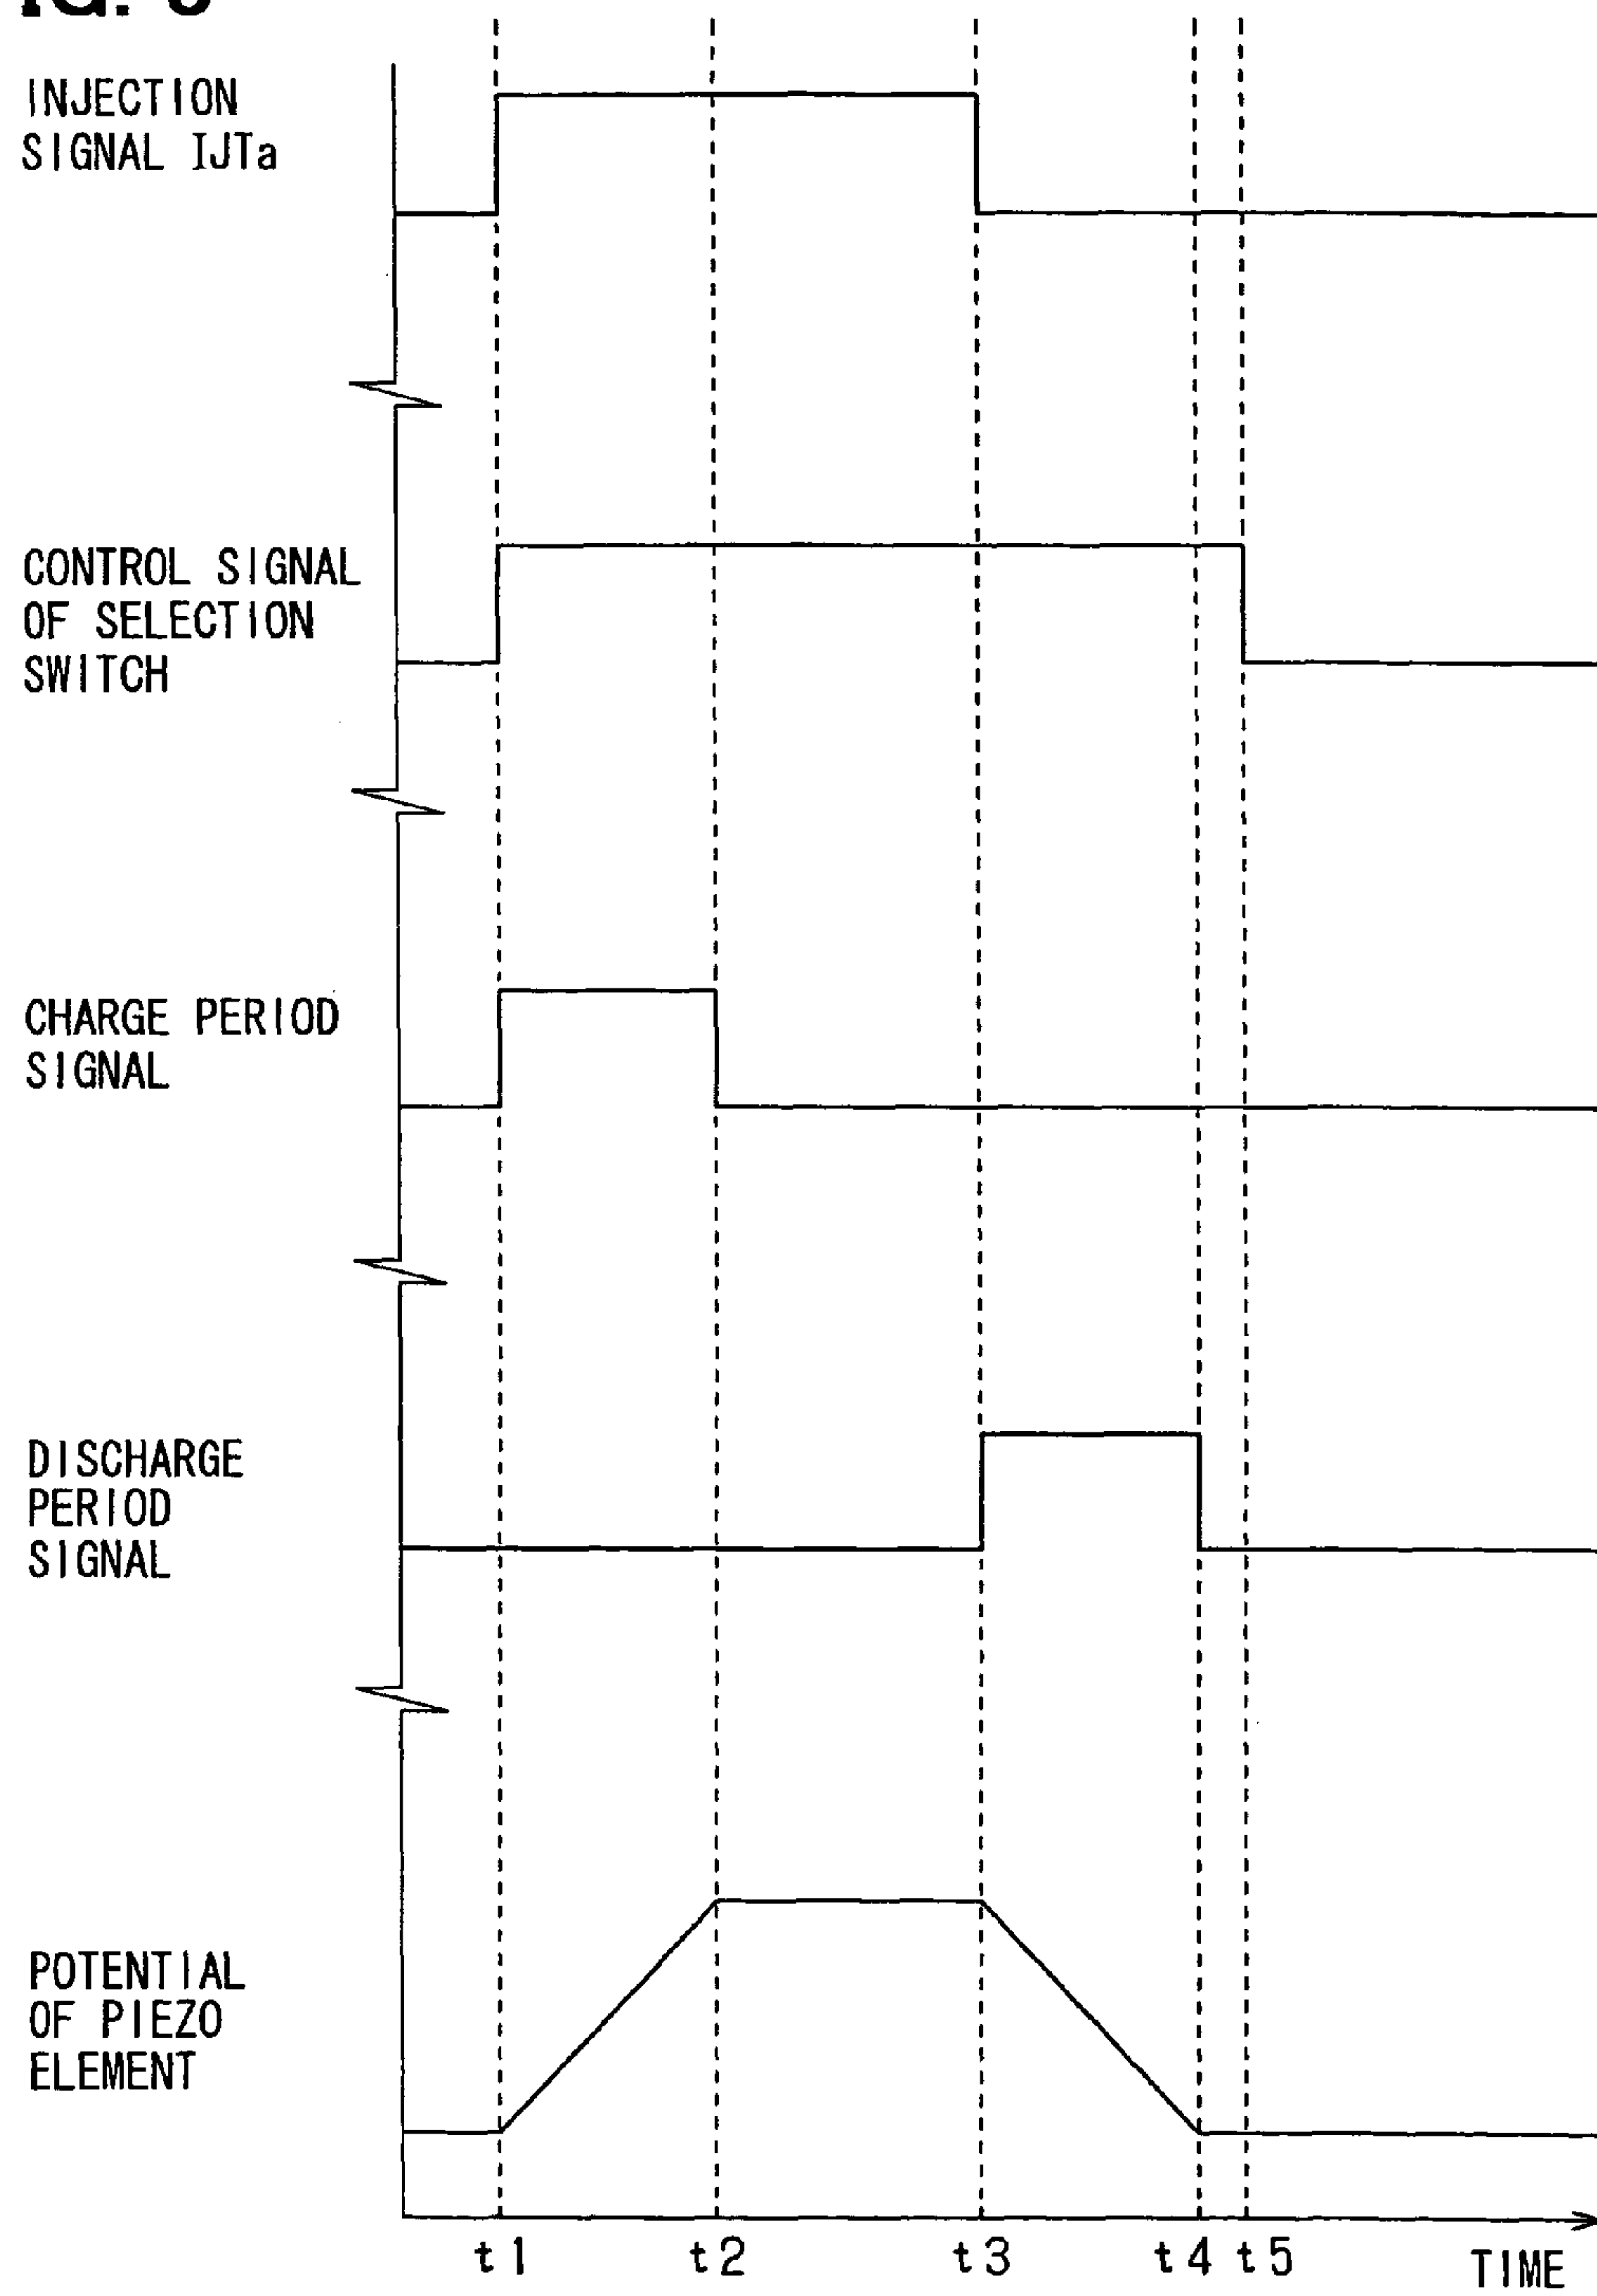 INJECTION
SIGNAL IJTa
CONTROL SIGNAL
OF SELECTION
SWITCH
CHARGE PERIOD
SIGNAL
DISCHARGE
PERIOD
SIGNAL
POTENTIAL
OF PIEZO
ELEMENT
t1 t2 t3 t4 t5 TIME